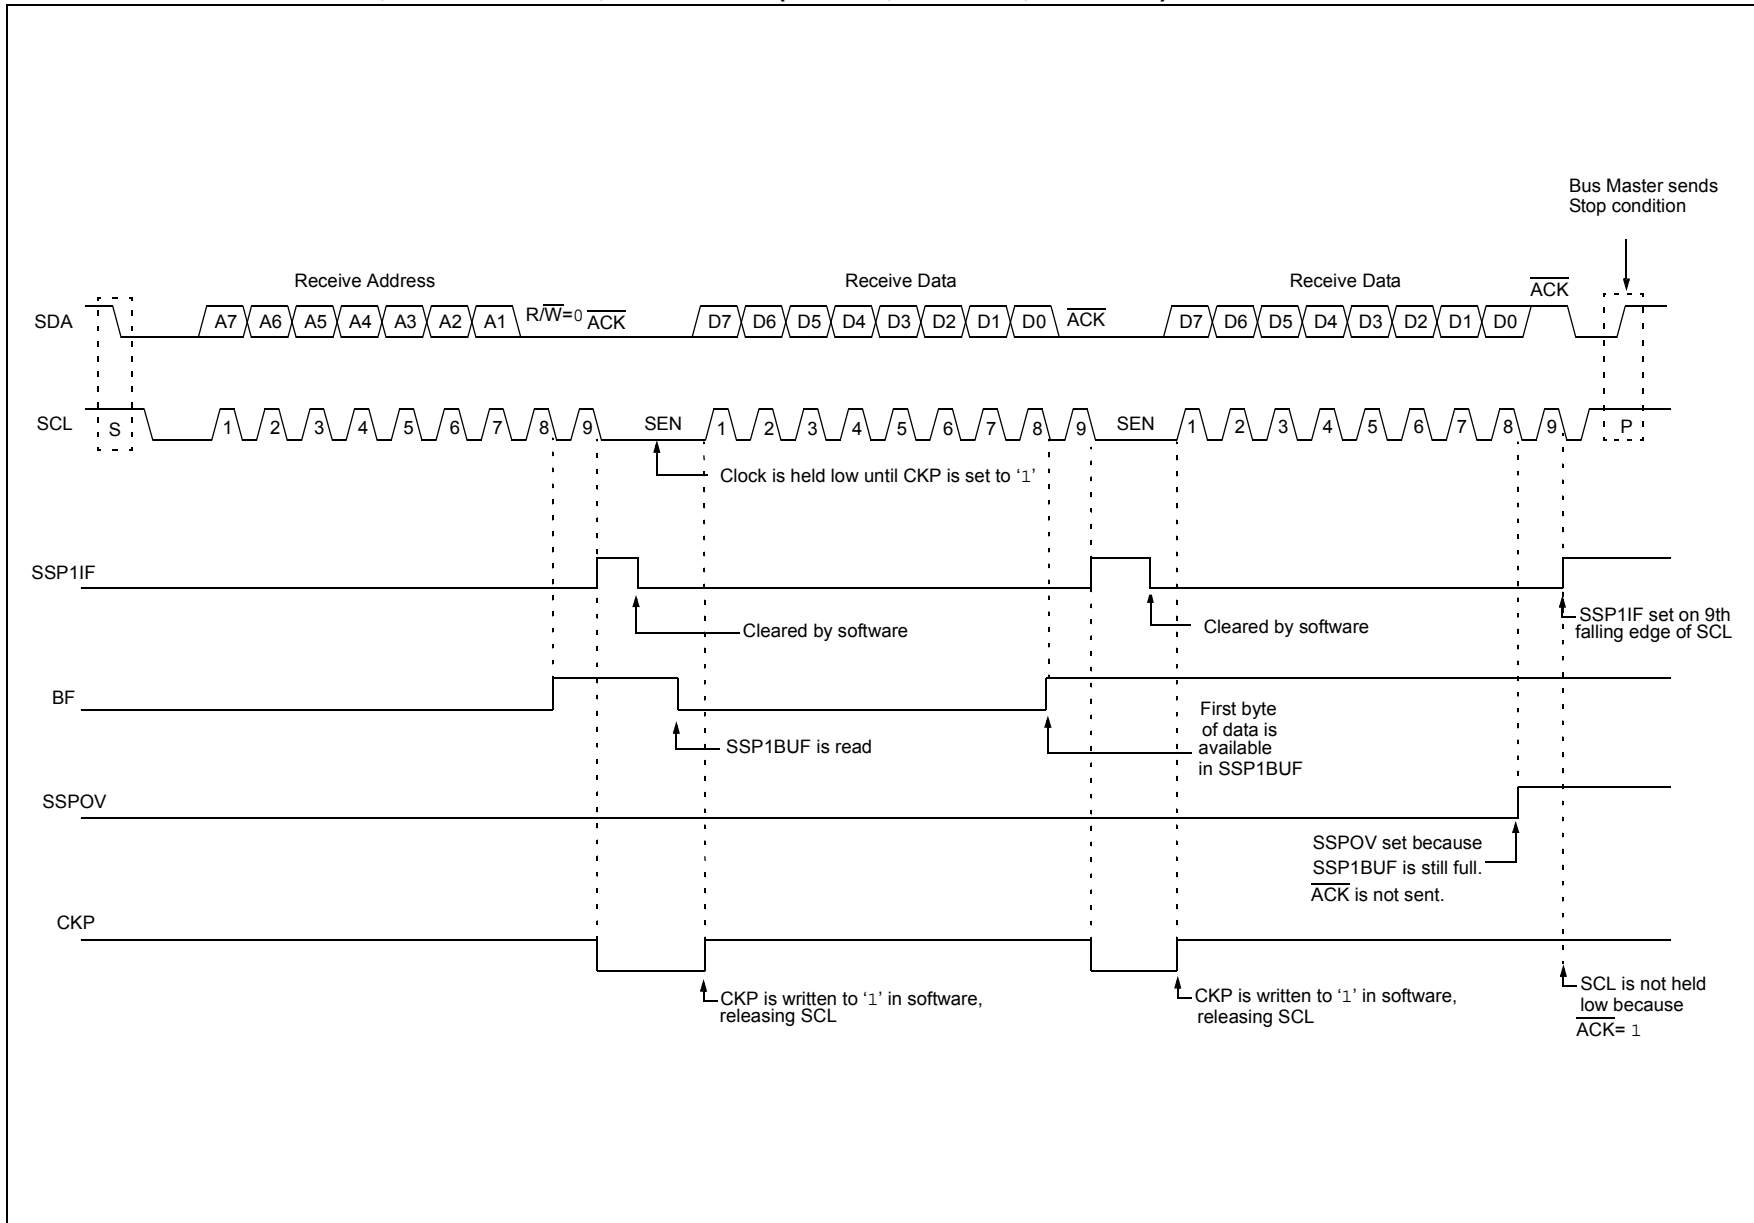 Bus Master sends
Stop condition
Receive Address
Receive Data
Receive Data
ACK
SDA
A7 A6 A5 A4 A3 A2 A1 R/W=0 ACK
D7 D6 D5 D4 D3 D2 D1 D0 ACK
D7 D6 D5 D4 D3 D2 D1 D0
SCL
S
1 2 3 4 5 6 7 8 9 SEN
1 2 3 4 5 6 7 8 9 SEN
1 2 3 4 5 6 7 8 9
P
Clock is held low until CKP is set to ‘1’
SSP1IF
Cleared by software
Cleared by software
SSP1IF set on 9th
falling edge of SCL
BF
SSP1BUF is read
First byte
of data is
available
in SSP1BUF
SSPOV
SSPOV set because
SSP1BUF is still full.
ACK is not sent.
CKP
CKP is written to ‘1’ in software,
releasing SCL
CKP is written to ‘1’ in software,
releasing SCL
SCL is not held
low because
ACK= 1